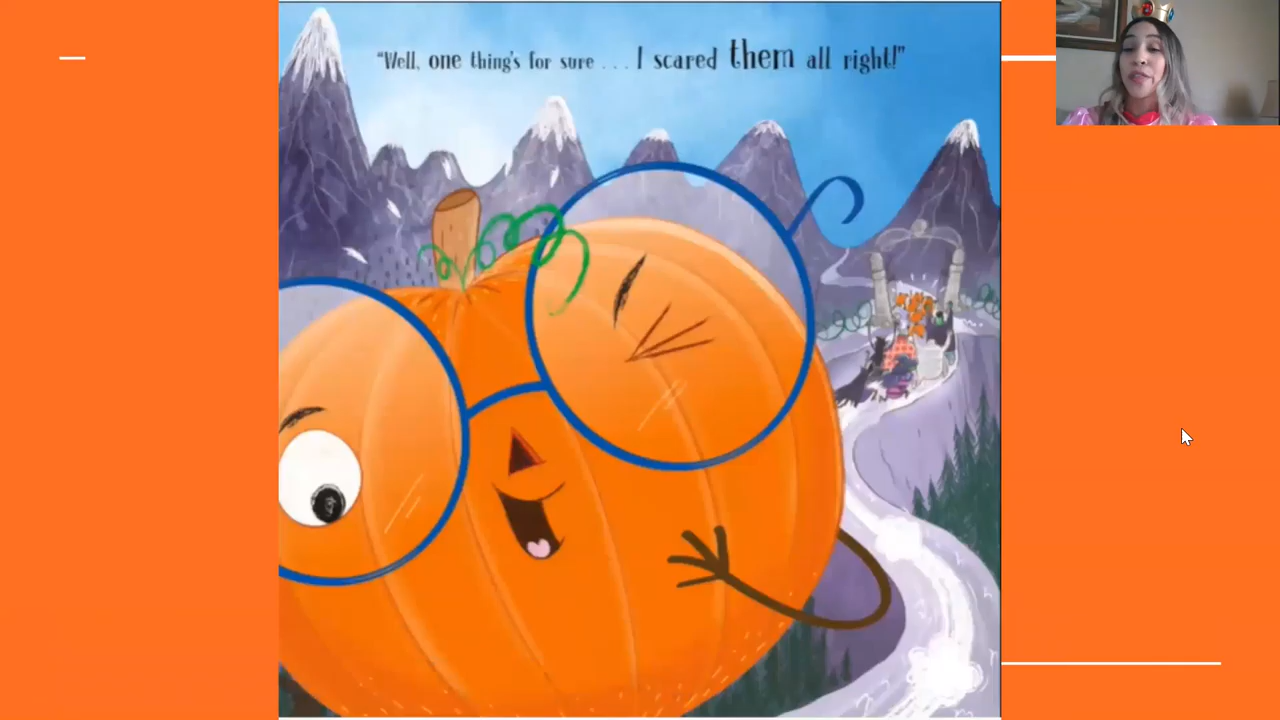 “Well, one thing's for sure . . . I scared them all right!”